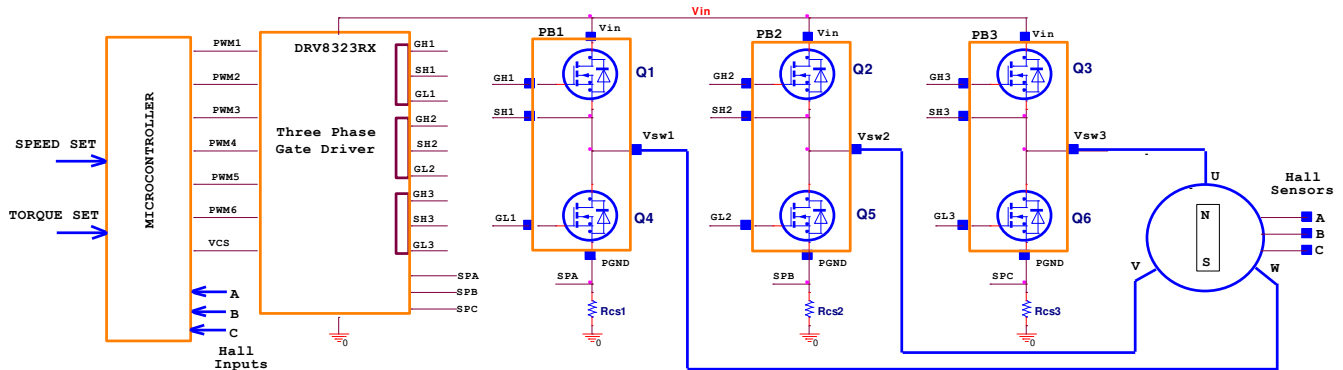 Vin
MICROCONTROLLER
SPEED SET
TORQUE SET
PWM1
PWM2
PWM3
PWM4
PWM5
PWM6
VCS
A
B
C
Hall
Inputs
DRV8323RX
Three Phase
Gate Driver
GH1
SH1
GL1
GH2
SH2
GL2
GH3
SH3
GL3
SPA
SPB
SPC
0
PB1
Vin
Q1
GH1
SH1
Vsw1
GL1
Q4
PGND
SPA
Rcs1
0
PB2
Vin
Q2
GH2
SH2
Vsw2
GL2
Q5
PGND
SPB
Rcs2
0
PB3
Vin
Q3
GH3
SH3
Vsw3
GL3
Q6
PGND
SPC
Rcs3
0
U
V
W
N
S
Hall
Sensors
A
B
C